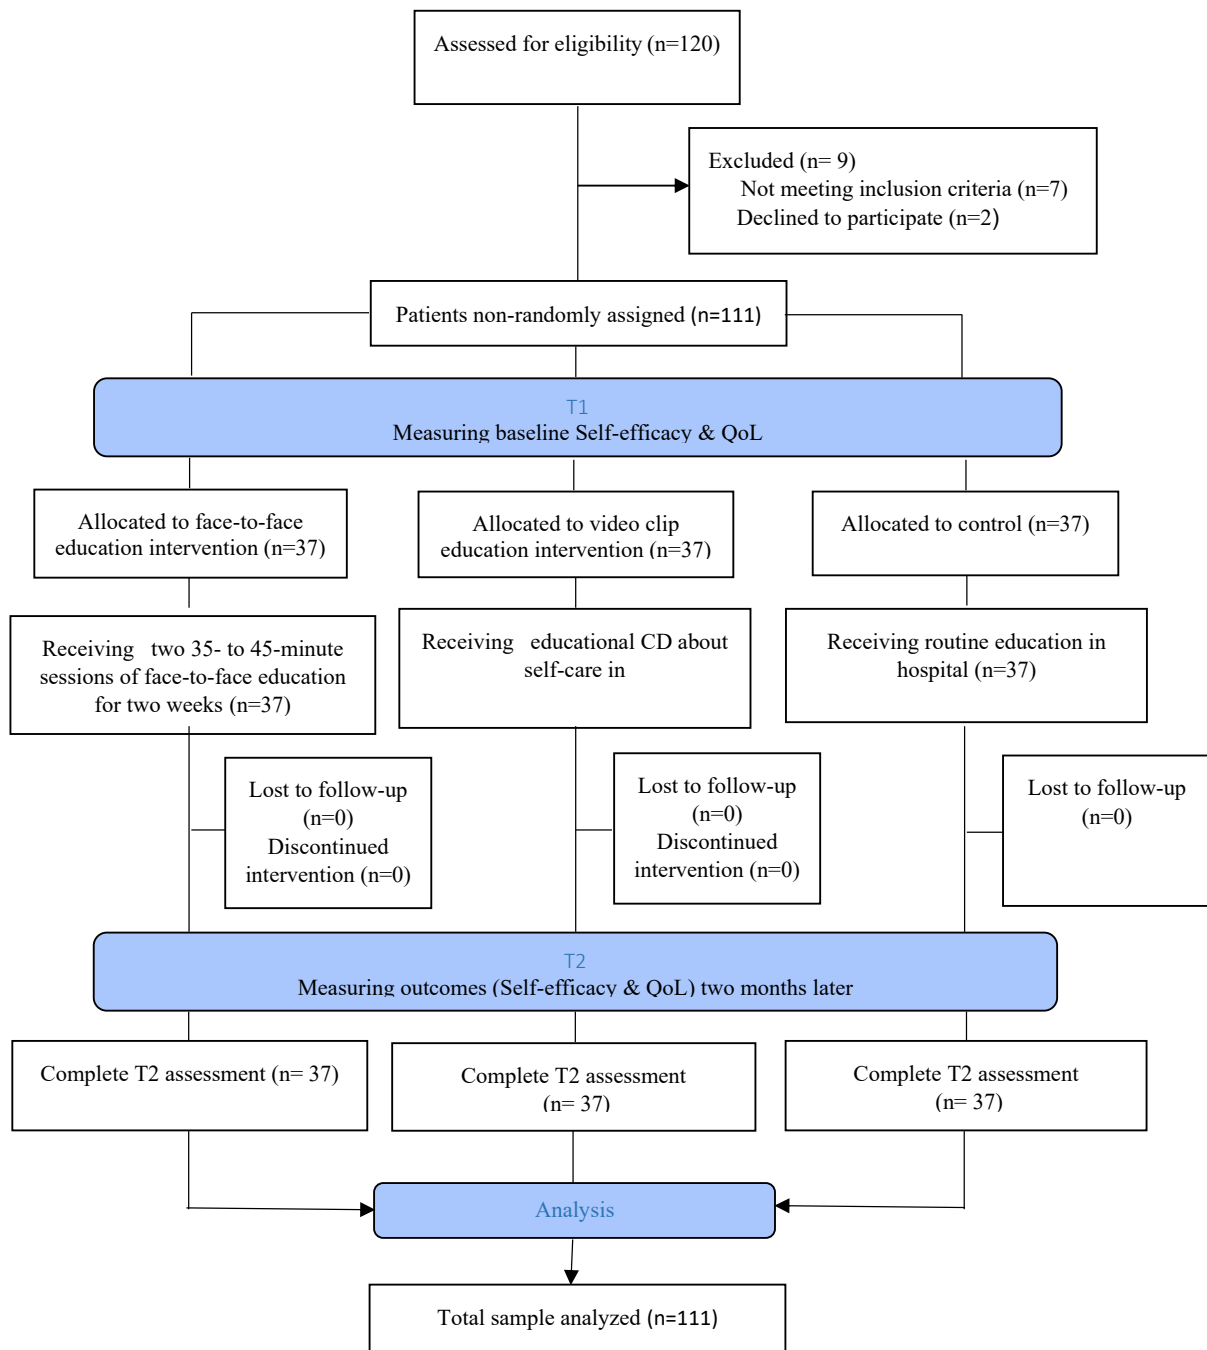 Assessed for eligibility (n=120)
Excluded (n= 9)
Not meeting inclusion criteria (n=7)
Declined to participate (n=2)
Patients non-randomly assigned (n=111)
T1
Measuring baseline Self-efficacy & QoL
Allocated to face-to-face
education intervention (n=37)
Allocated to video clip
education intervention (n=37)
Allocated to control (n=37)
Receiving two 35- to 45-minute
sessions of face-to-face education
for two weeks (n=37)
Receiving educational CD about
self-care in
Receiving routine education in
hospital (n=37)
Lost to follow-up
(n=0)
Discontinued
intervention (n=0)
Lost to follow-up
(n=0)
Discontinued
intervention (n=0)
Lost to follow-up
(n=0)
T2
Measuring outcomes (Self-efficacy & QoL) two months later
Complete T2 assessment (n= 37)
Complete T2 assessment
(n= 37)
Complete T2 assessment
(n= 37)
Analysis
Total sample analyzed (n=111)